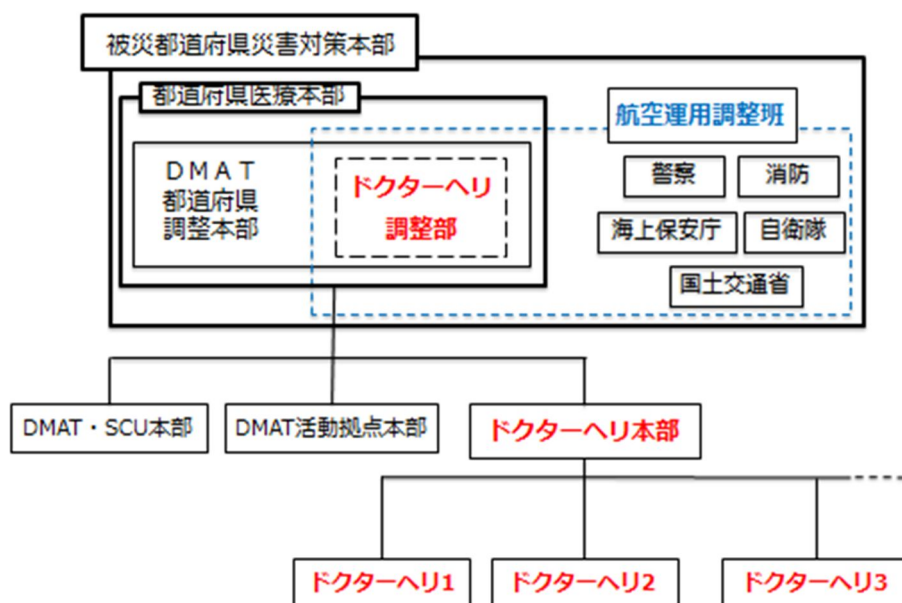 被災都道府県災害対策本部
都道府県医療本部
航空運用調整班
DMAT
都道府県
調整本部
ドクターヘリ
調整部
警察
消防
海上保安庁
自衛隊
国土交通省
DMAT・SCU本部
DMAT活動拠点本部
ドクターヘリ本部
ドクターヘリ1
ドクターヘリ2
ドクターヘリ3